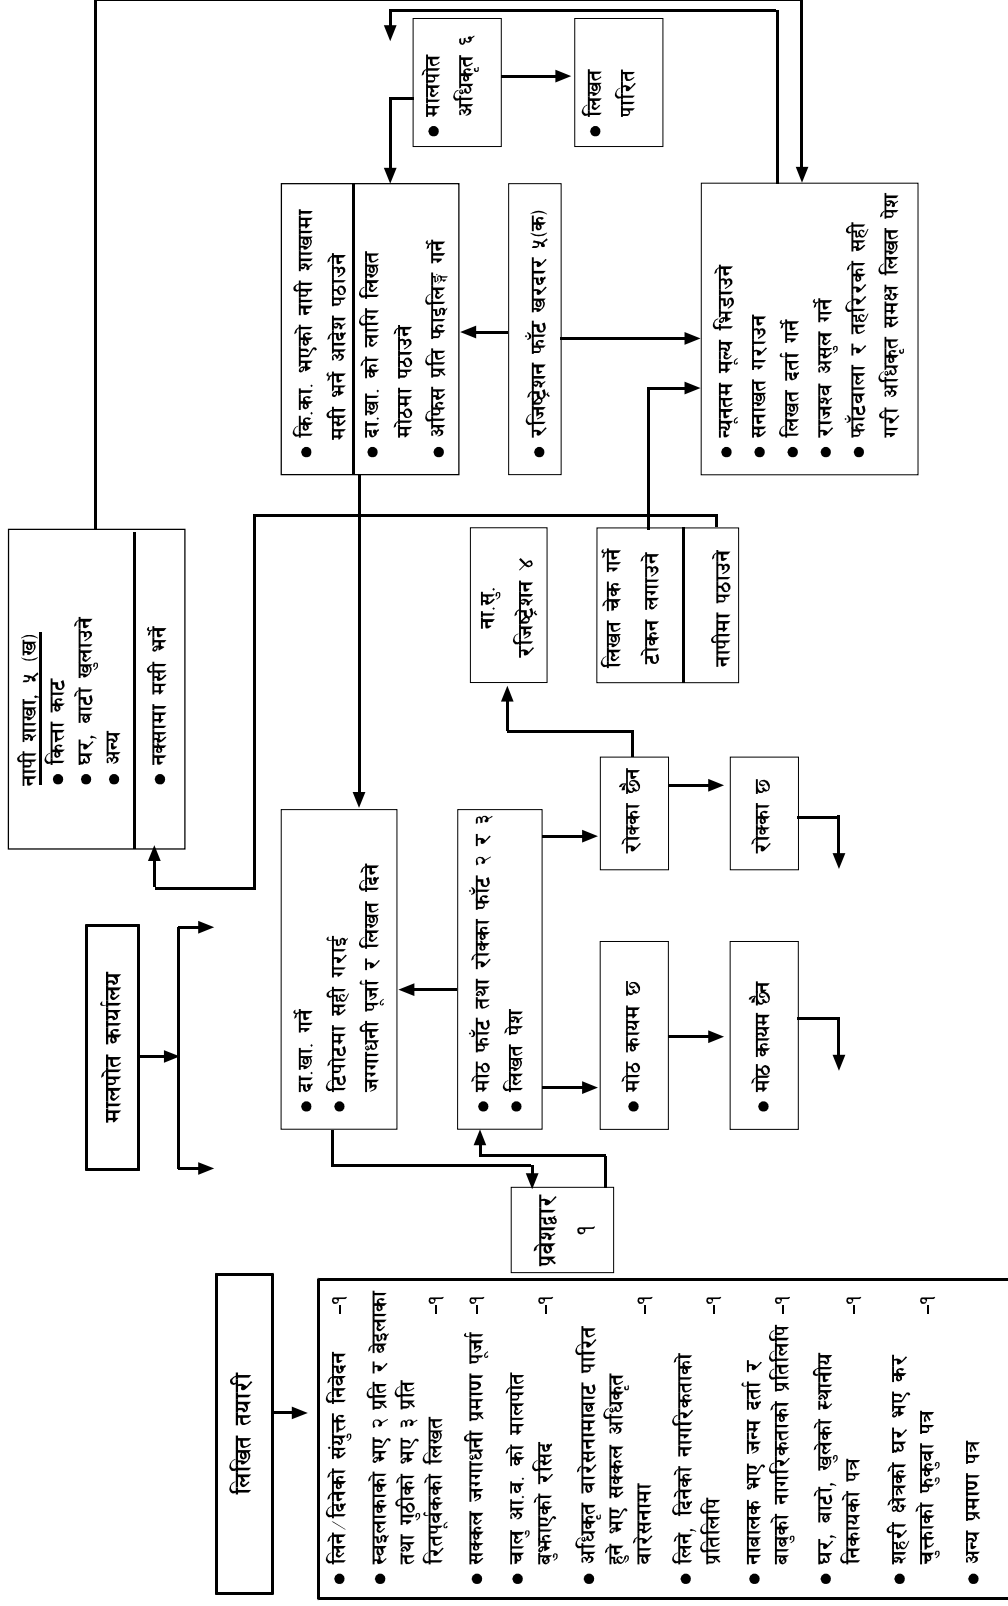 लिखित तयारी
● लिने/दिनेको संयुक्त निवेदन –१
● स्वइलाकाको भए २ प्रति र बेइलाका
तथा गुठीको भए ३ प्रति
रितपूर्वकको लिखत –१
● सक्कल जग्गाधनी प्रमाण पूर्जा –१
● चालु आ.व. को मालपोत
बुझाएको रसिद –१
● अधिकृत बारेसनामाबाट पारित
हुने भए सक्कल अधिकृत
बारेसनामा –१
● लिने, दिनेको नागरिकताको
प्रतिलिपि –१
● नाबालक भए जन्म दर्ता र
बाबुको नागरिकताको प्रतिलिपि –१
● घर, बाटो, खुलेको स्थानीय
निकायको पत्र –१
● शहरी क्षेत्रको घर भए कर
चुक्ताको फुकुवा पत्र –१
● अन्य प्रमाण पत्र
मालपोत कार्यालय
प्रवेशद्वार
१
● दा.खा. गर्ने
● टिपोटमा सही गराई
जग्गाधनी पूर्जा र लिखत दिने
● मोठ फाँट तथा रोक्का फाँट २ र ३
● लिखत पेश
● मोठ कायम छ
● मोठ कायम छैन
रोक्का छैन
रोक्का छ
नापी शाखा, ५ (ख)
● कित्ता काट
● घर, बाटो खुलाउने
● अन्य
● नक्सामा मसी भर्ने
ना.सु.
रजिष्ट्रेशन ४
लिखत चेक गर्ने
टोकन लगाउने
नापीमा पठाउने
● कि.का. भएको नापी शाखामा
मसी भर्ने आदेश पठाउने
● दा.खा. को लागि लिखत
मोठमा पठाउने
● अफिस प्रति फाइलिङ्ग गर्ने
● रजिष्ट्रेशन फाँट खरदार ५(क)
● न्यूनतम मूल्य भिडाउने
● सनाखत गराउन
● लिखत दर्ता गर्ने
● राजश्व असुल गर्ने
● फाँटवाला र तहरिरको सही
गरी अधिकृत समक्ष लिखत पेश
● मालपोत
अधिकृत ६
● लिखत
पारित